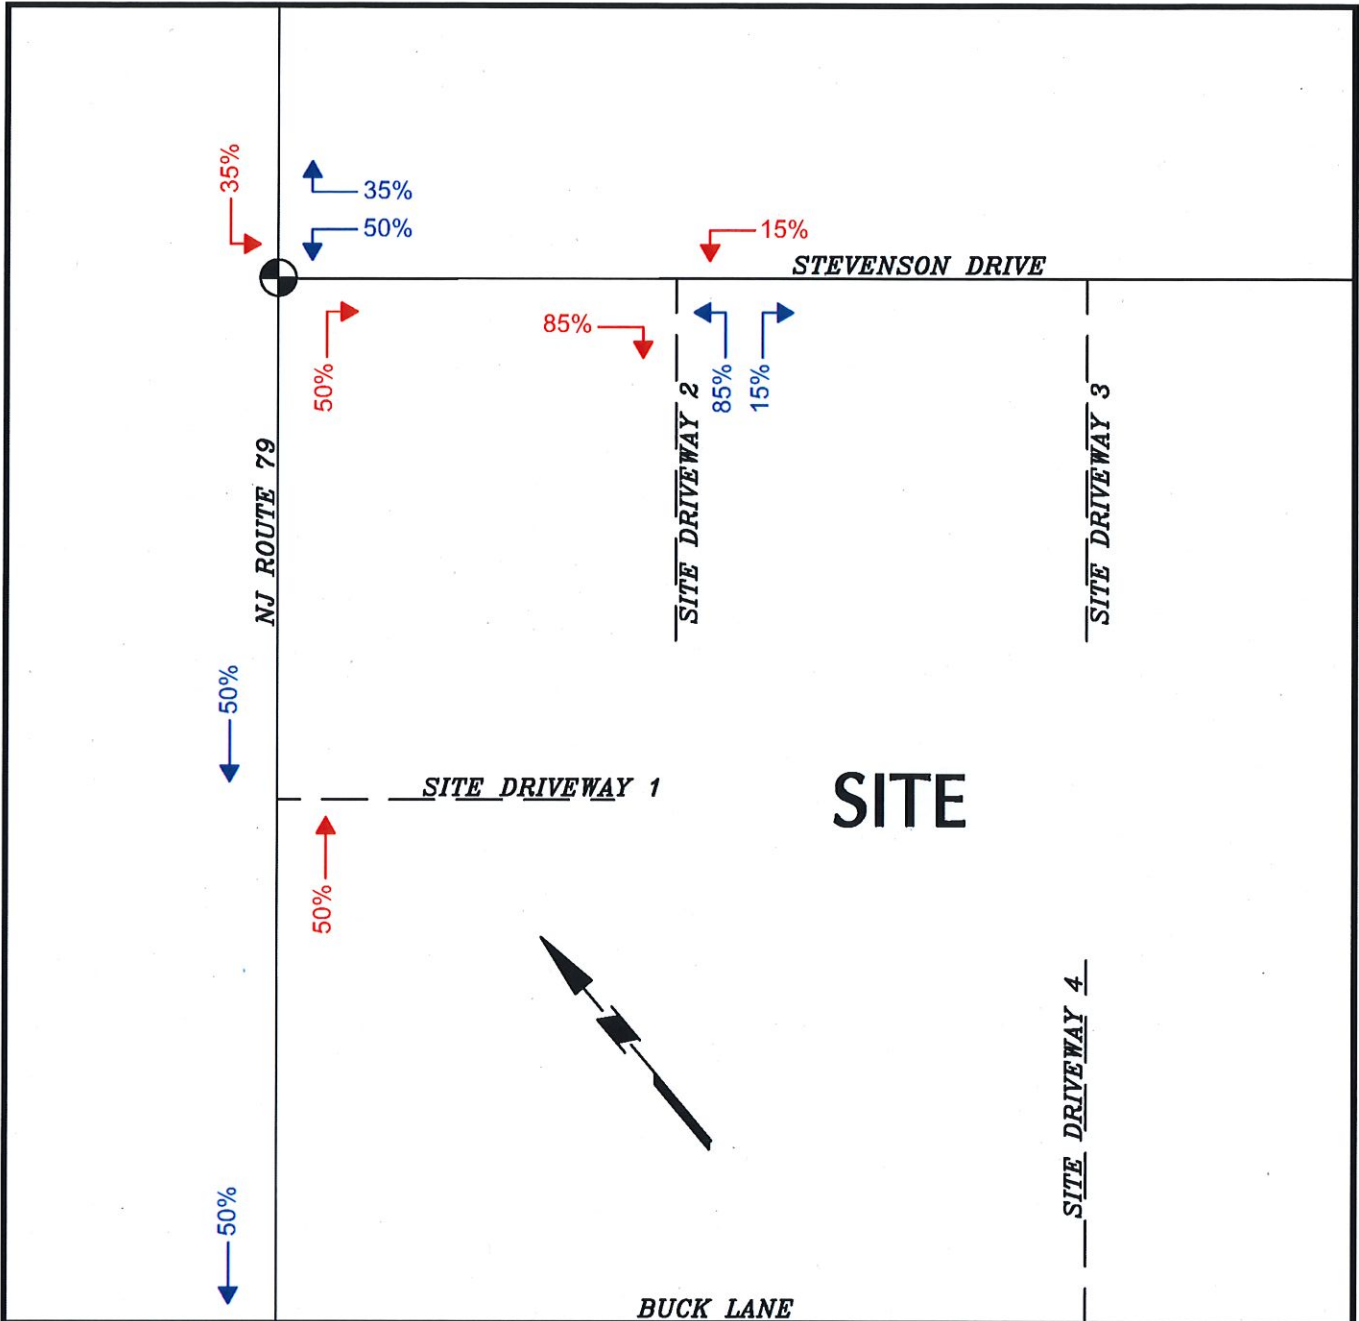 35%
35%
50%
15%
STEVENSON DRIVE
50%
85%
85%
15%
SITE DRIVEWAY 2
SITE DRIVEWAY 3
NJ ROUTE 79
50%
SITE DRIVEWAY 1
SITE
50%
SITE DRIVEWAY 4
50%
BUCK LANE